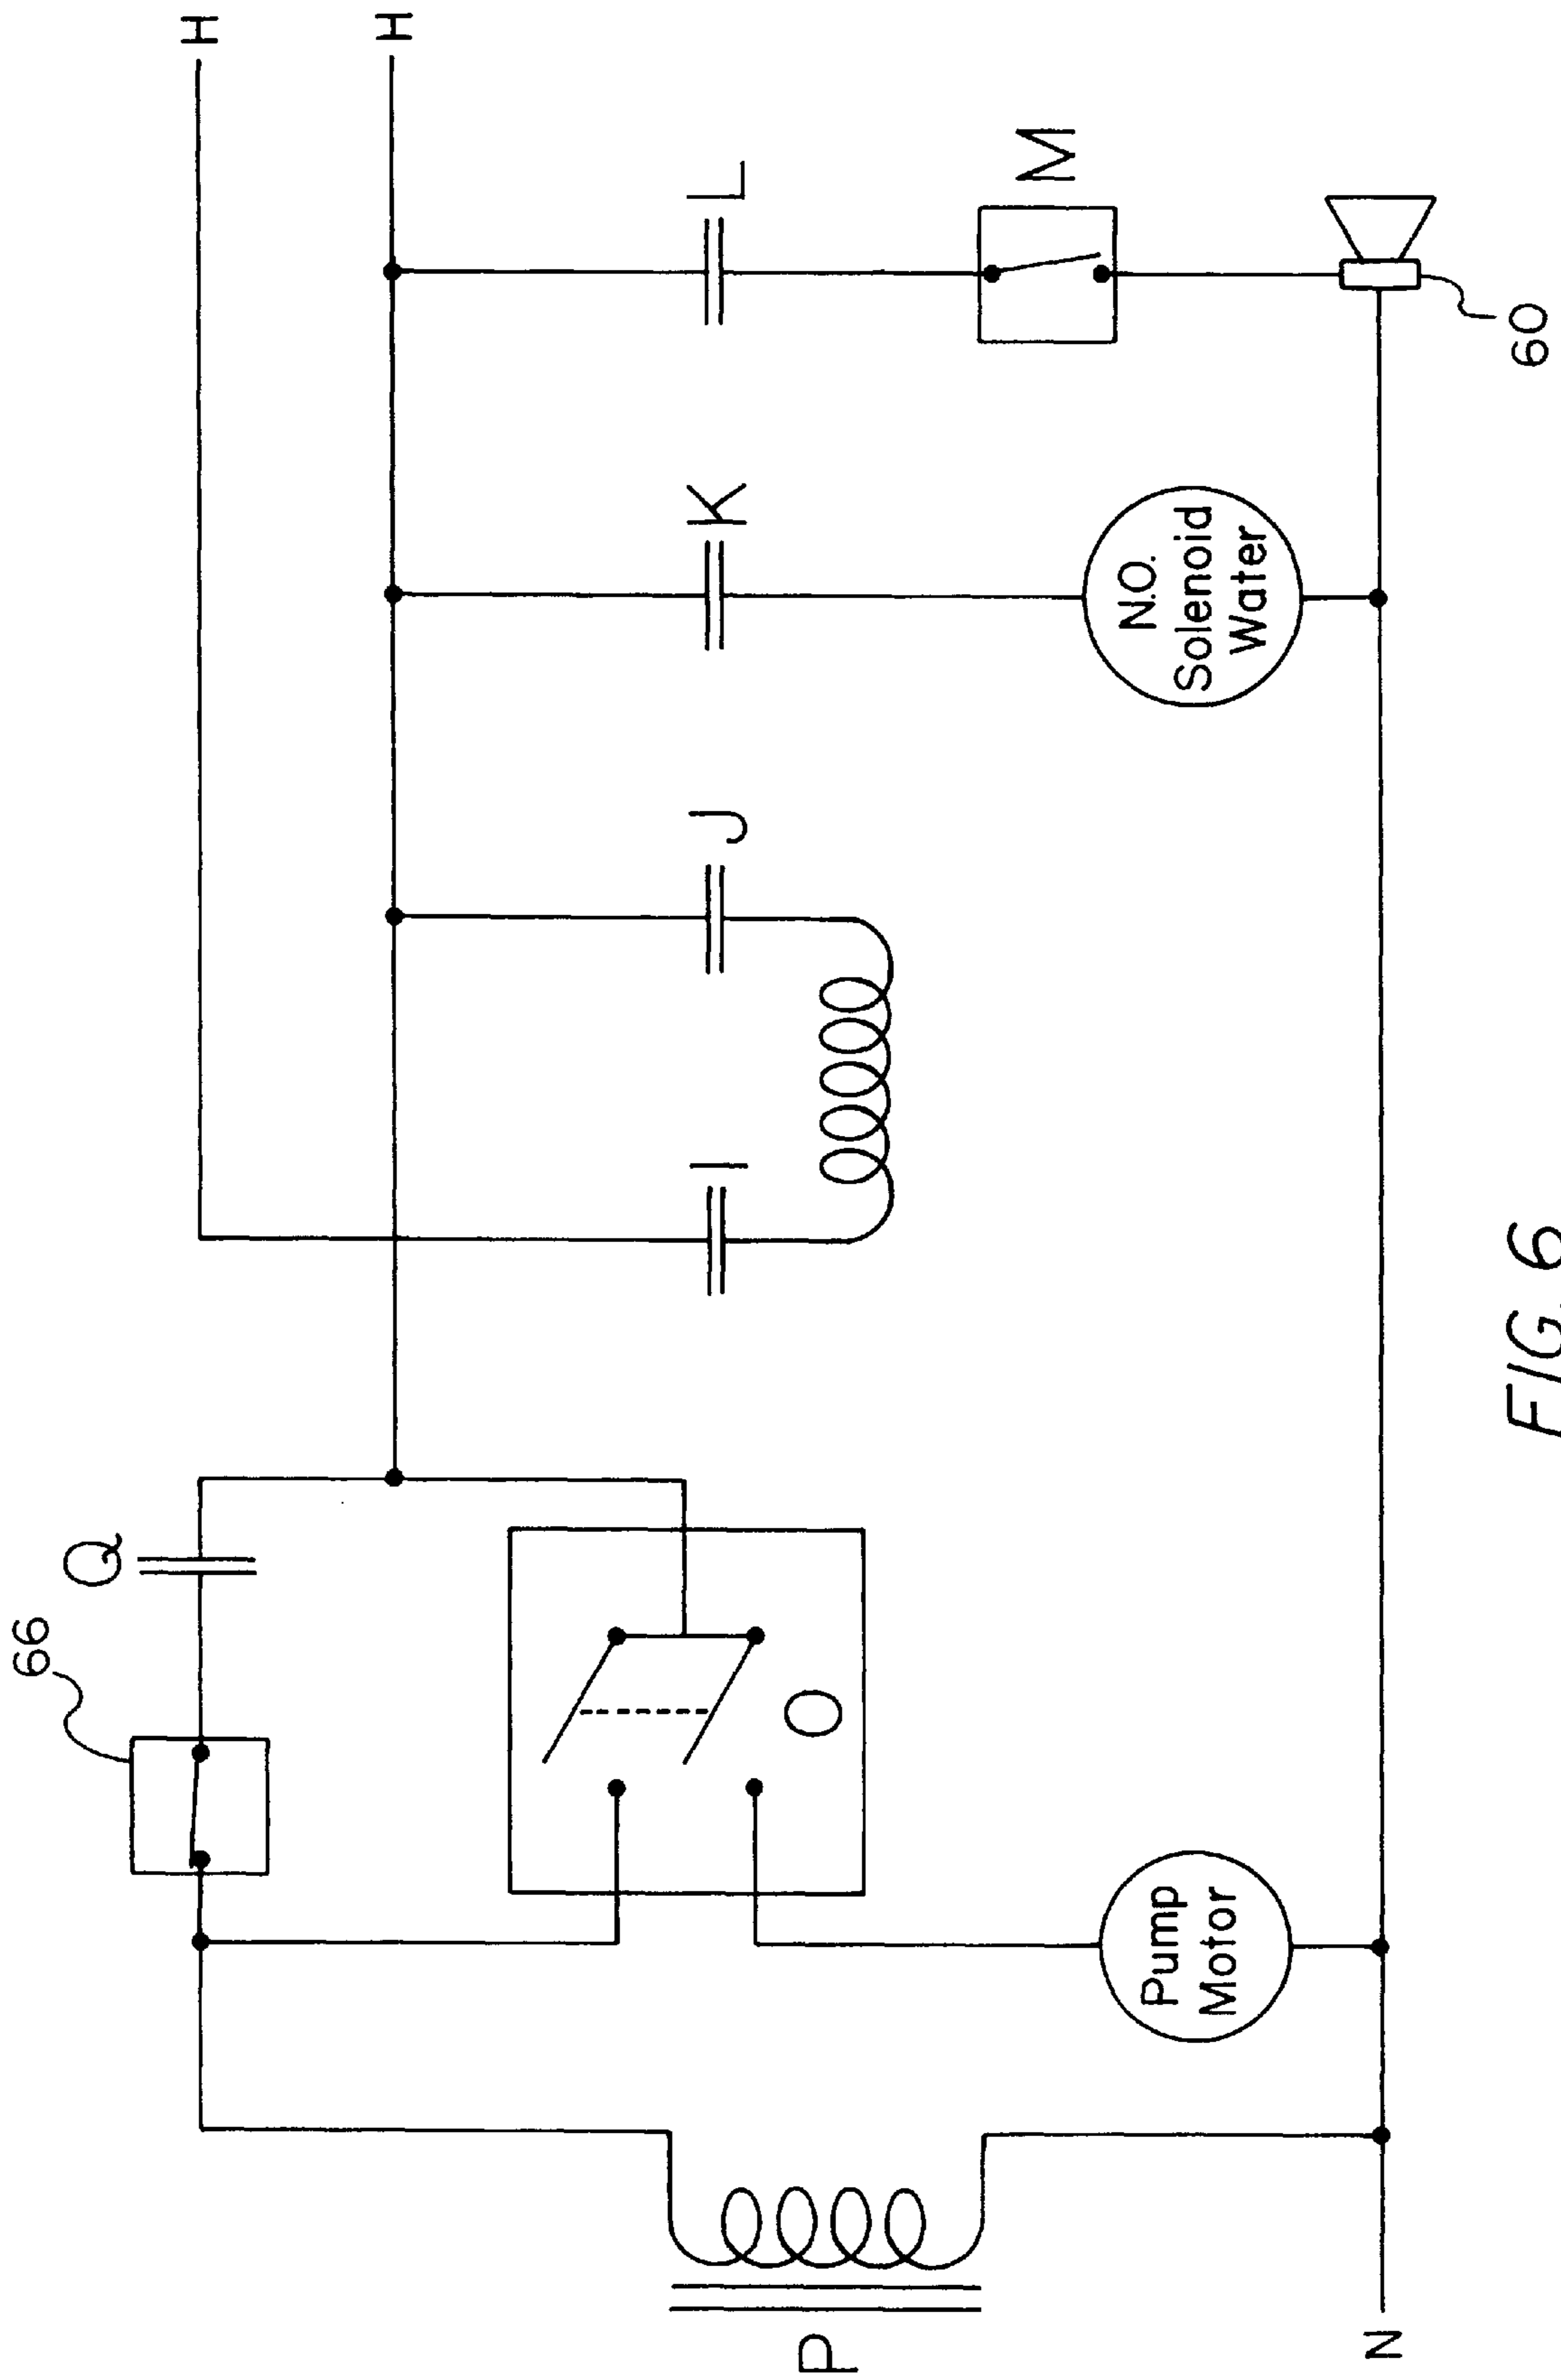 H
H
L
M
60
K
N.O.
Solenoid
Water
J
I
Q
66
O
Pump
Motor
P
N
FIG. 6